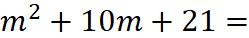 m² + 10m + 21 =